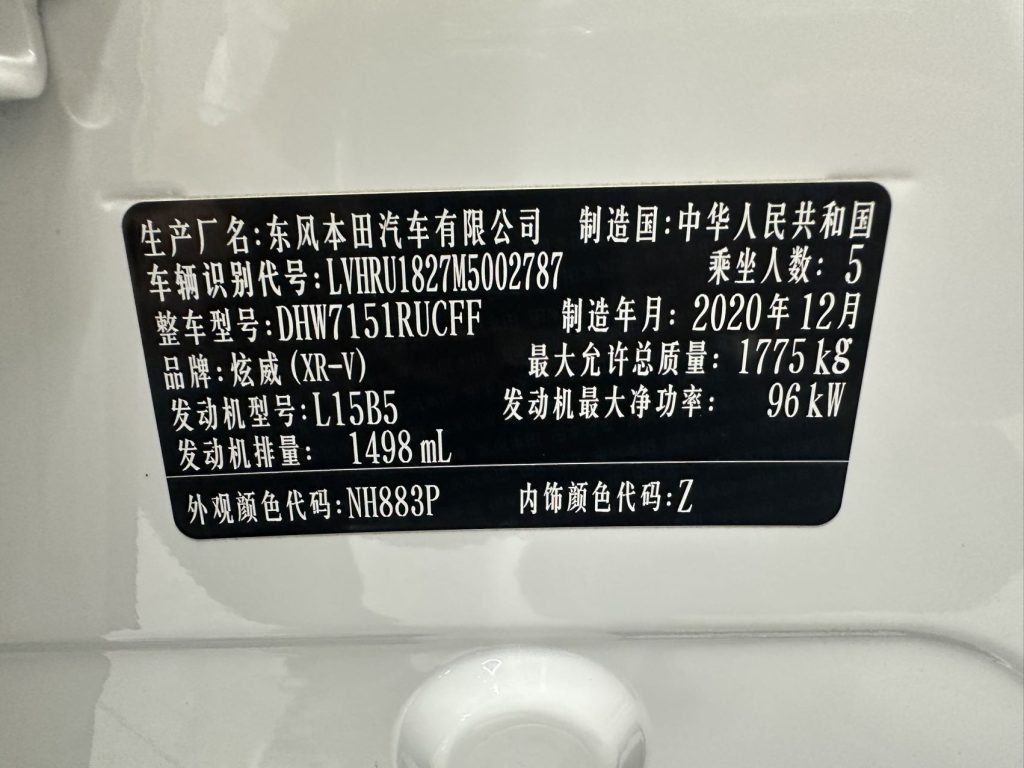 生产厂名:东风本田汽车有限公司 制造国:中华人民共和国
车辆识别代号:LVHRU1827M5002787 乘坐人数: 5
整车型号:DHW7151RUCFF 制造年月: 2020年12月
品牌:炫威(XR-V) 最大允许总质量: 1775kg
发动机型号:L15B5 发动机最大净功率: 96kW
发动机排量: 1498mL
外观颜色代码:NH883P 内饰颜色代码:Z